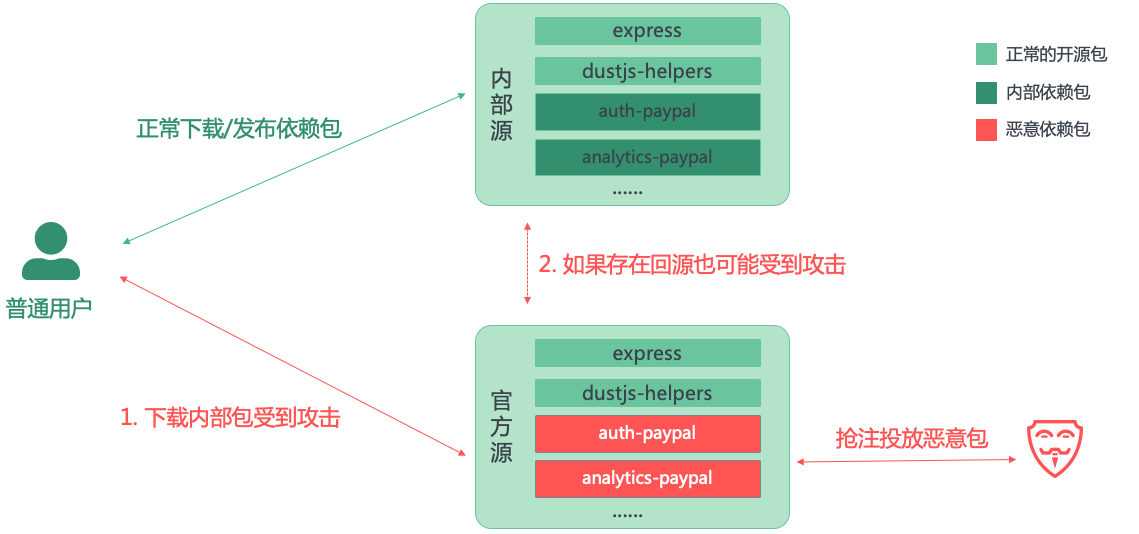 内部源
express
dustjs-helpers
auth-paypal
analytics-paypal
......
正常的开源包
内部依赖包
恶意依赖包
正常下载/发布依赖包
普通用户
2. 如果存在回源也可能受到攻击
1. 下载内部包受到攻击
官方源
express
dustjs-helpers
auth-paypal
analytics-paypal
......
抢注投放恶意包